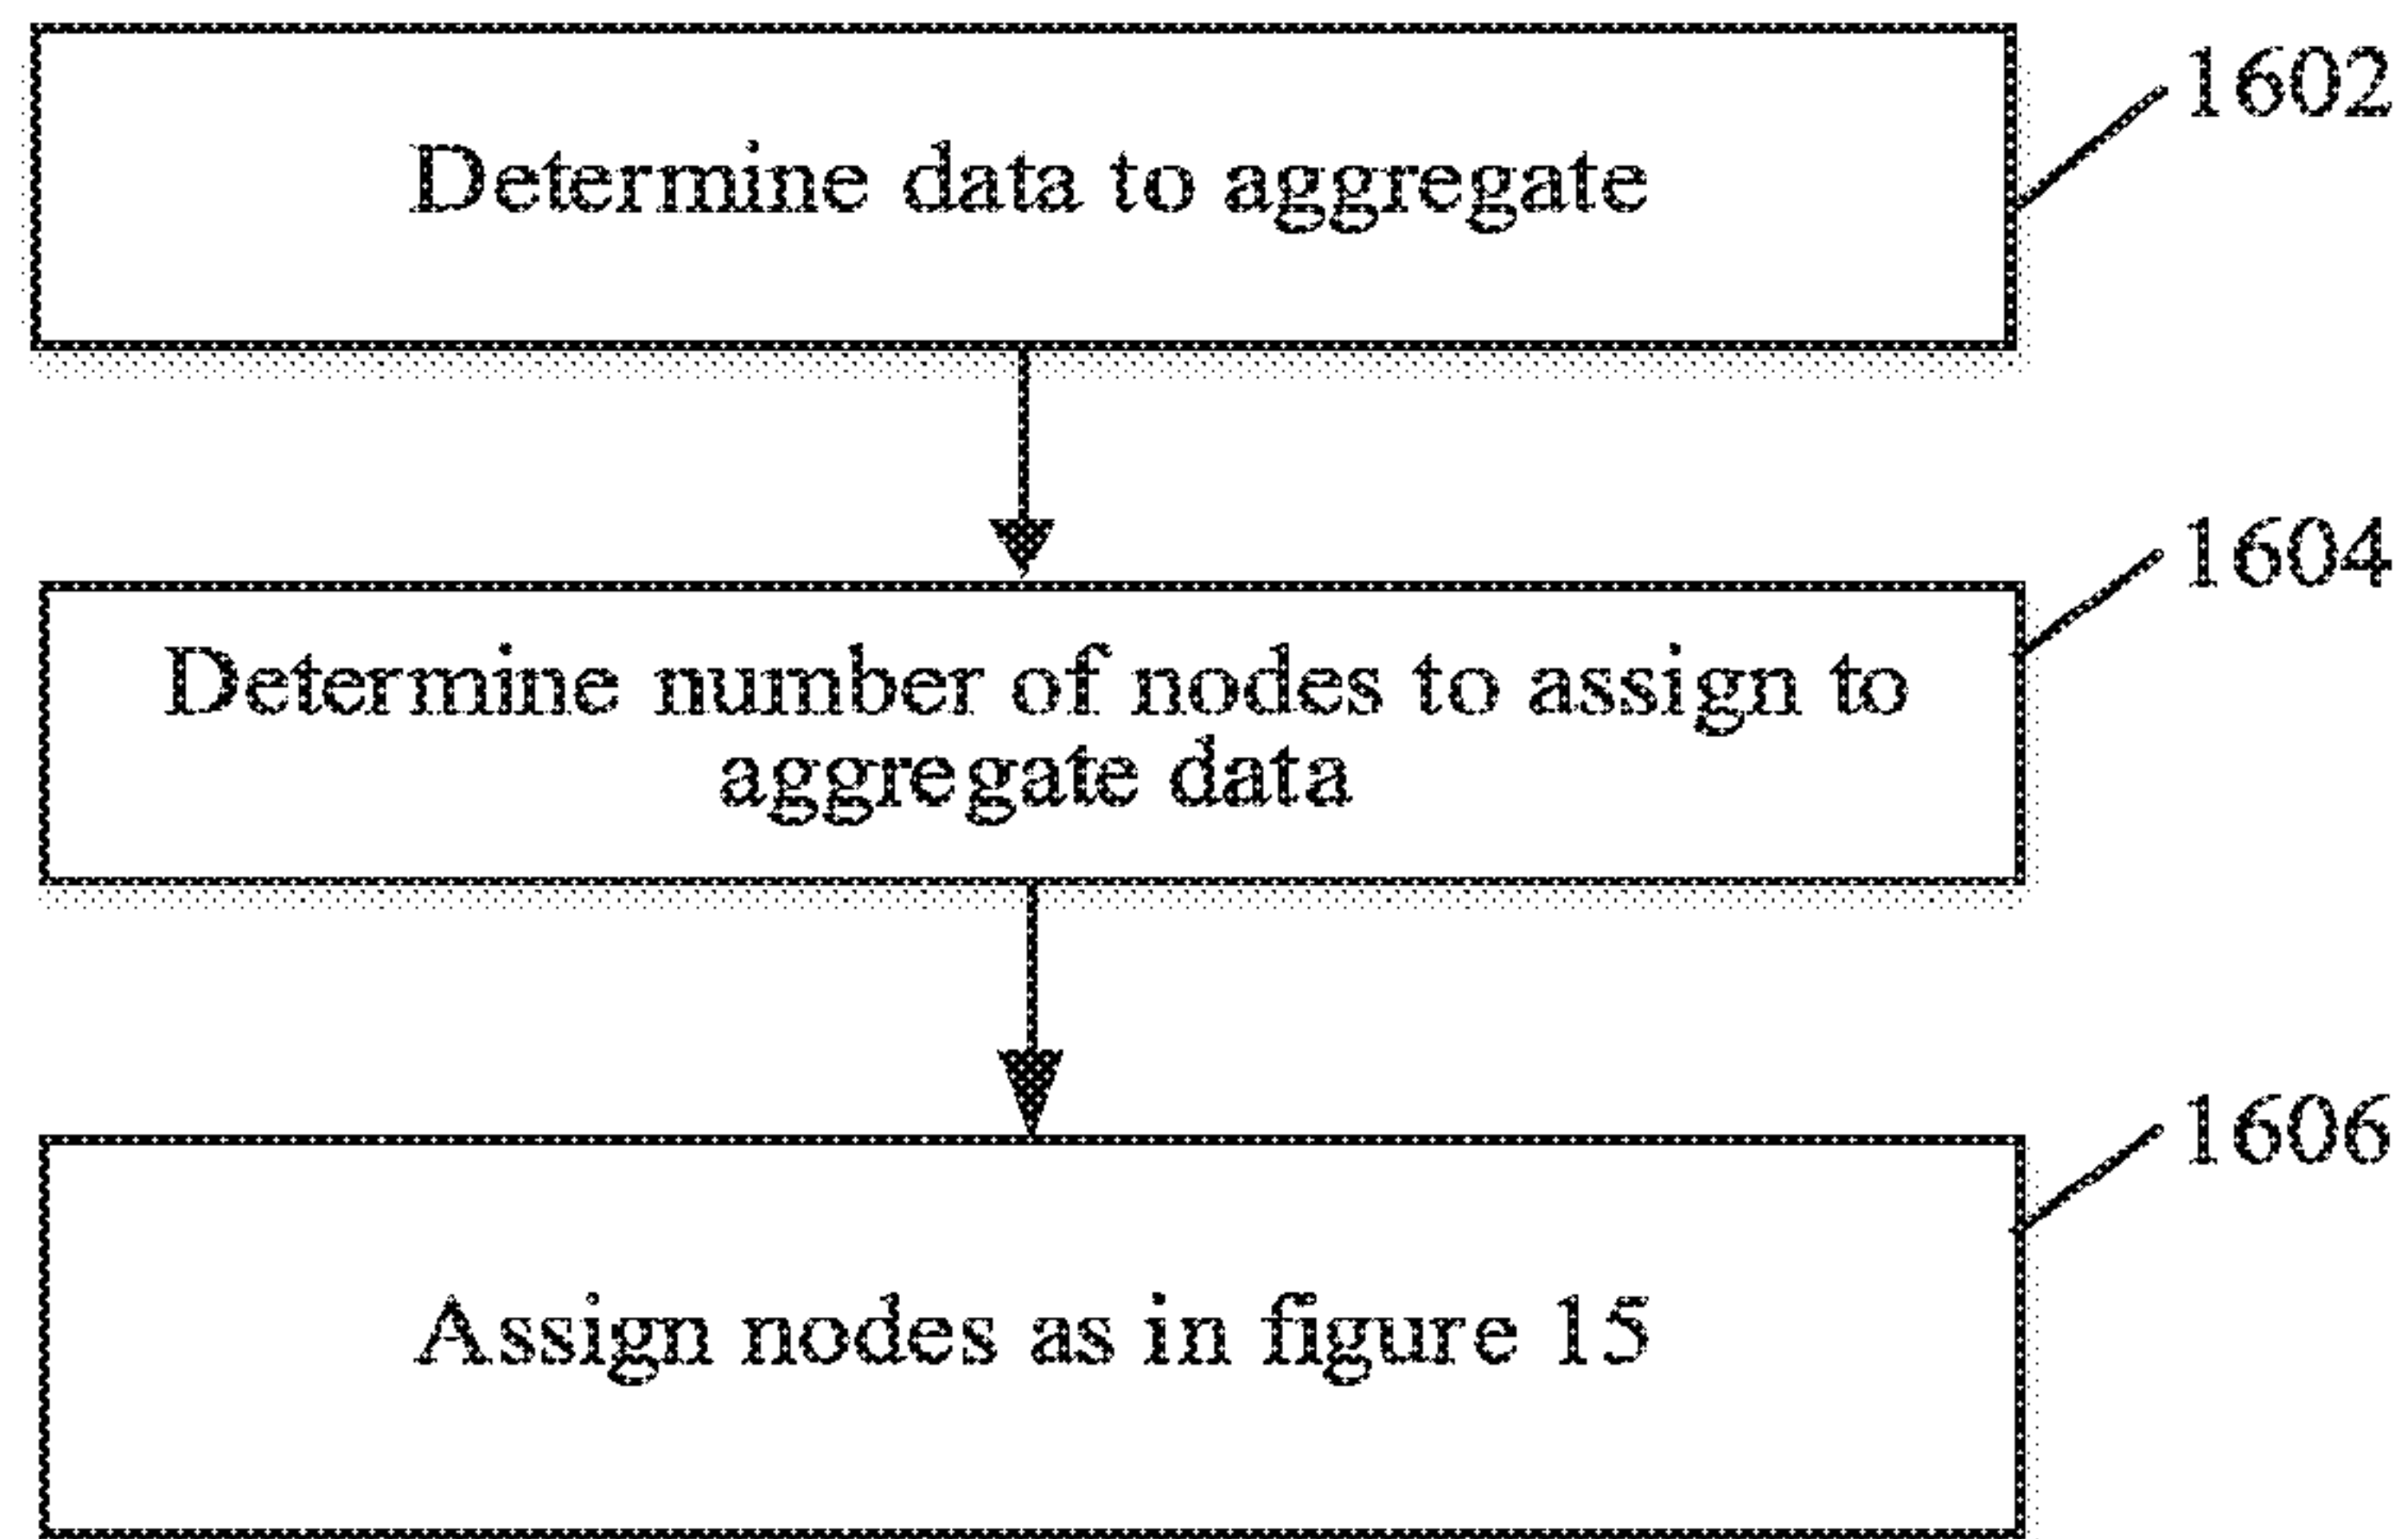 1602
Determine data to aggregate
1604
Determine number of nodes to assign to
aggregate data
1606
Assign nodes as in figure 15